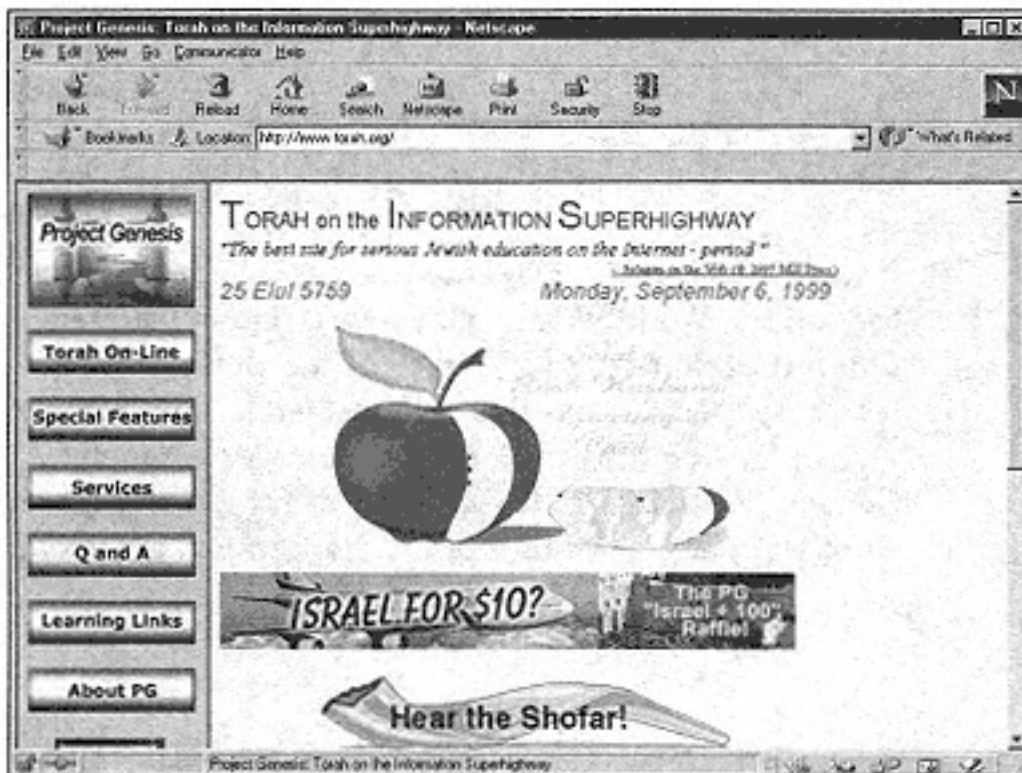 Project Genesis: Torah on the Information Superhighway - Netscape
File Edit View Go Communicator Help
Back Forward Reload Home Search Netscape Print Security Stop
N
Bookmarks Location: http://www.torah.org/ What's Related
Project Genesis
TORAH on the INFORMATION SUPERHIGHWAY
"The best site for serious Jewish education on the Internet - period"
25 Elul 5759 Monday, September 6, 1999
Torah On-Line
Special Features
Services
Q and A
Learning Links
About PG
ISRAEL FOR $10?
The PG
"Israel + 100"
Raffle!
Hear the Shofar!
Project Genesis: Torah on the Information Superhighway